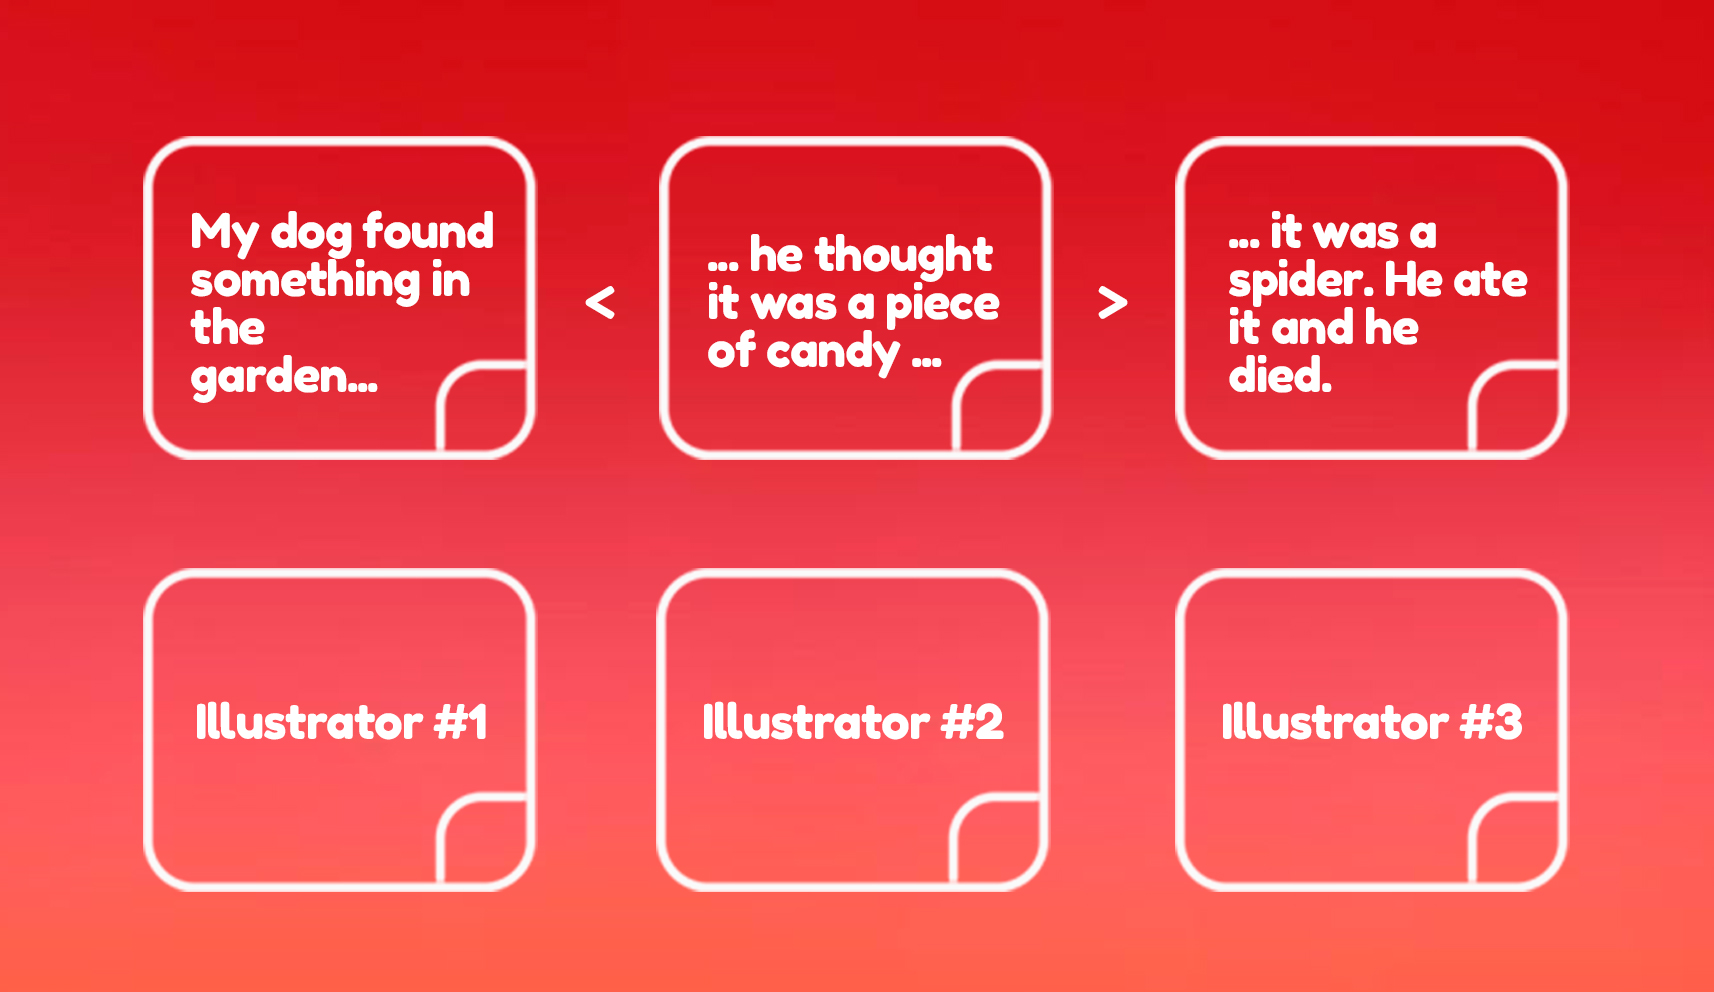 My dog found
something in
the
garden...
<
... he thought
it was a piece
of candy ...
>
... it was a
spider. He ate
it and he
died.
Illustrator #1
Illustrator #2
Illustrator #3